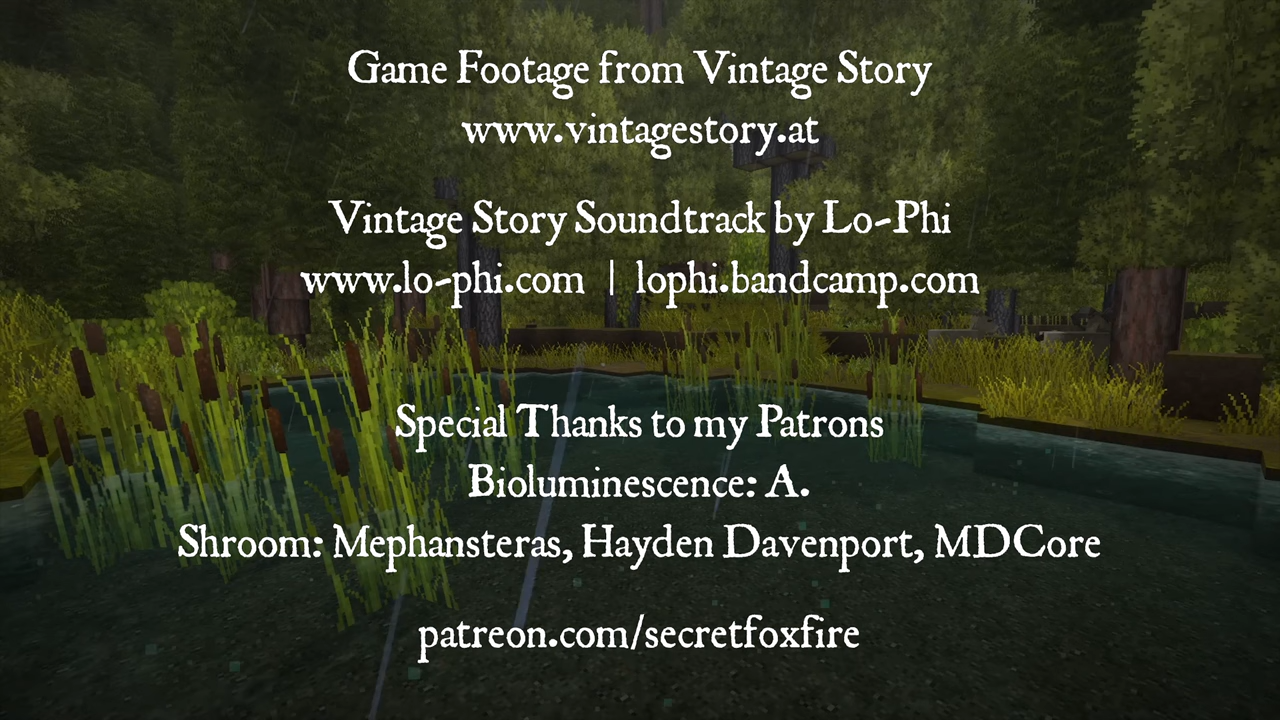 Game Footage from Vintage Story
www.vintagestory.at
Vintage Story Soundtrack by Lo-Phi
www.lo-phi.com | lophi.bandcamp.com
Special Thanks to my Patrons
Bioluminescence: A.
Shroom: Mephansteras, Hayden Davenport, MDCore
patreon.com/secretfoxfire